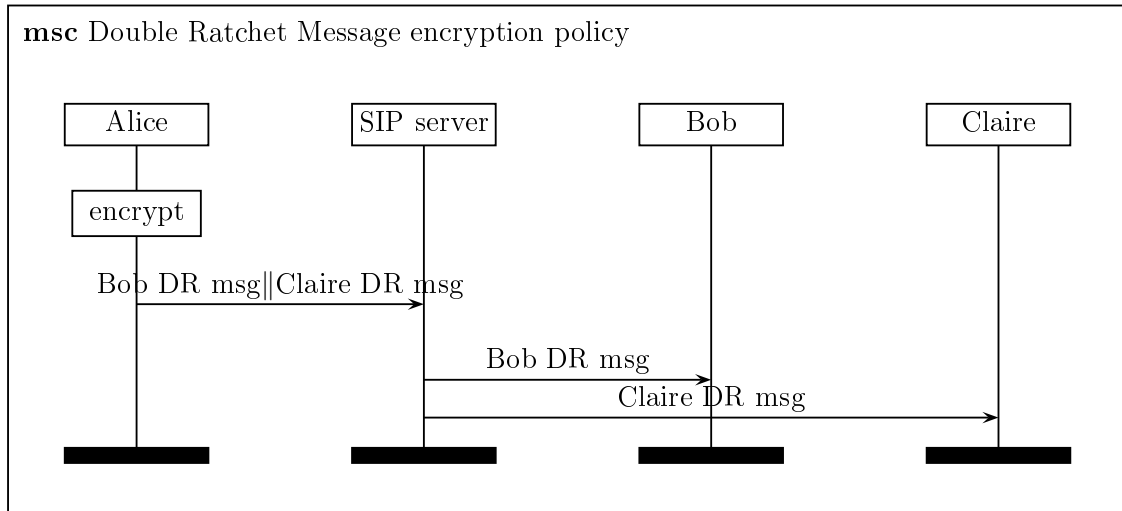 msc Double Ratchet Message encryption policy
Alice
SIP server
Bob
Claire
encrypt
Bob DR msg||Claire DR msg
Bob DR msg
Claire DR msg